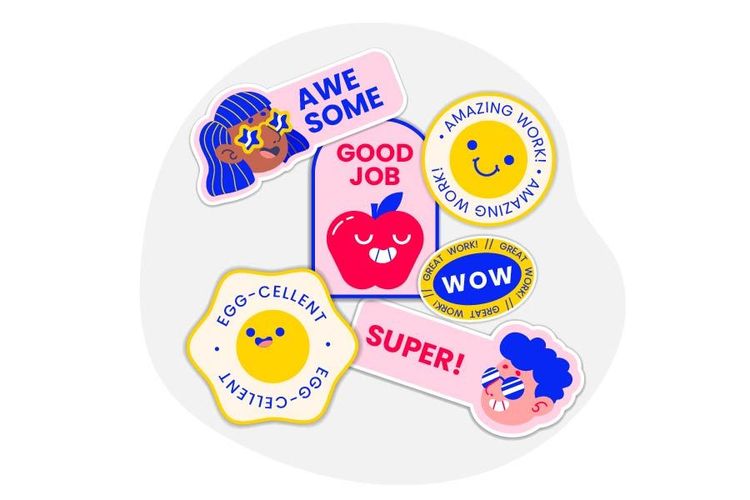 AWE
SOME
GOOD
JOB
• AMAZING WORK!
• AMAZING WORK!
GREAT WORK! // GREAT WORK! // GREAT WORK! //
WOW
EGG-CELLENT
• EGG-CELLENT •
SUPER!